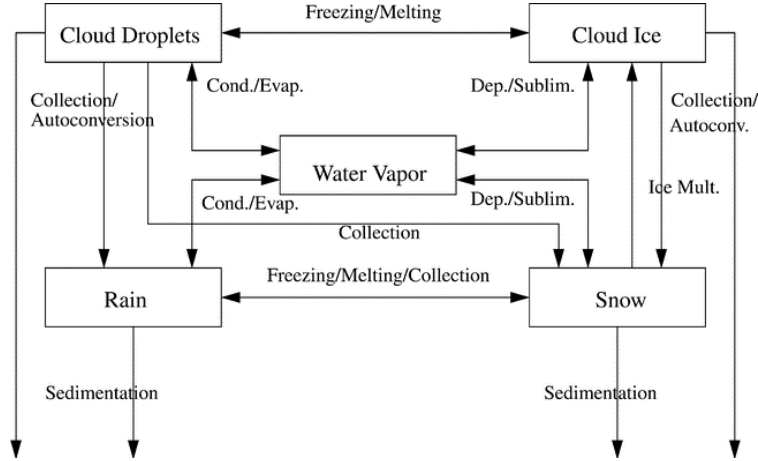 Freezing/Melting
Cloud Droplets
Cloud Ice
Cond./Evap.
Dep./Sublim.
Collection/
Autoconversion
Collection/
Autoconv.
Water Vapor
Ice Mult.
Cond./Evap.
Dep./Sublim.
Collection
Freezing/Melting/Collection
Rain
Snow
Sedimentation
Sedimentation